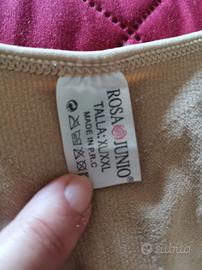 ROSA JUNIO®
TALLA: XL/XXL
MADE IN P.R.C
subito